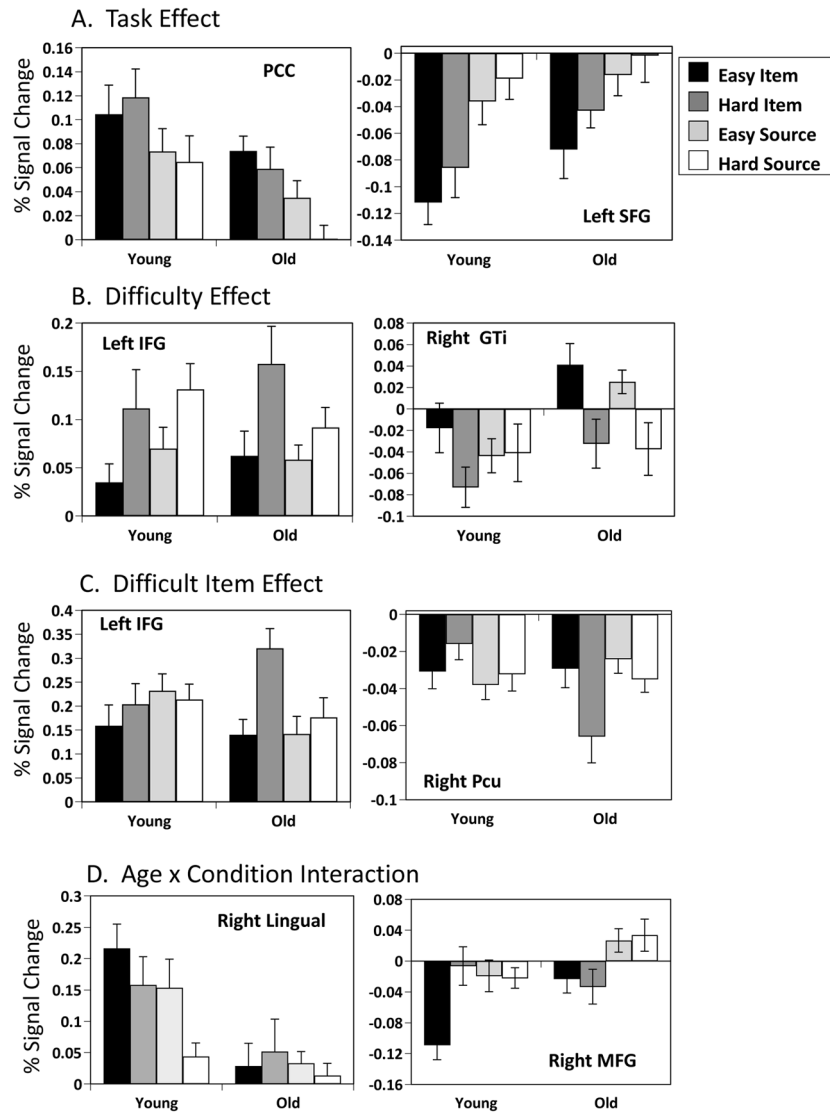 A. Task Effect
% Signal Change
0.16
0.14
0.12
0.1
0.08
0.06
0.04
0.02
0
PCC
Young
Old
0
-0.02
-0.04
-0.06
-0.08
-0.1
-0.12
-0.14
Left SFG
Young
Old
Easy Item
Hard Item
Easy Source
Hard Source
B. Difficulty Effect
% Signal Change
0.2
0.15
0.1
0.05
0
Left IFG
Young
Old
0.08
0.06
0.04
0.02
0
-0.02
-0.04
-0.06
-0.08
-0.1
Right GTi
Young
Old
C. Difficult Item Effect
% Signal Change
0.4
0.35
0.3
0.25
0.2
0.15
0.1
0.05
0
Left IFG
Young
Old
0
-0.02
-0.04
-0.06
-0.08
-0.1
Right Pcu
Young
Old
D. Age x Condition Interaction
% Signal Change
0.3
0.25
0.2
0.15
0.1
0.05
0
Right Lingual
Young
Old
0.08
0.04
0
-0.04
-0.08
-0.12
-0.16
Right MFG
Young
Old